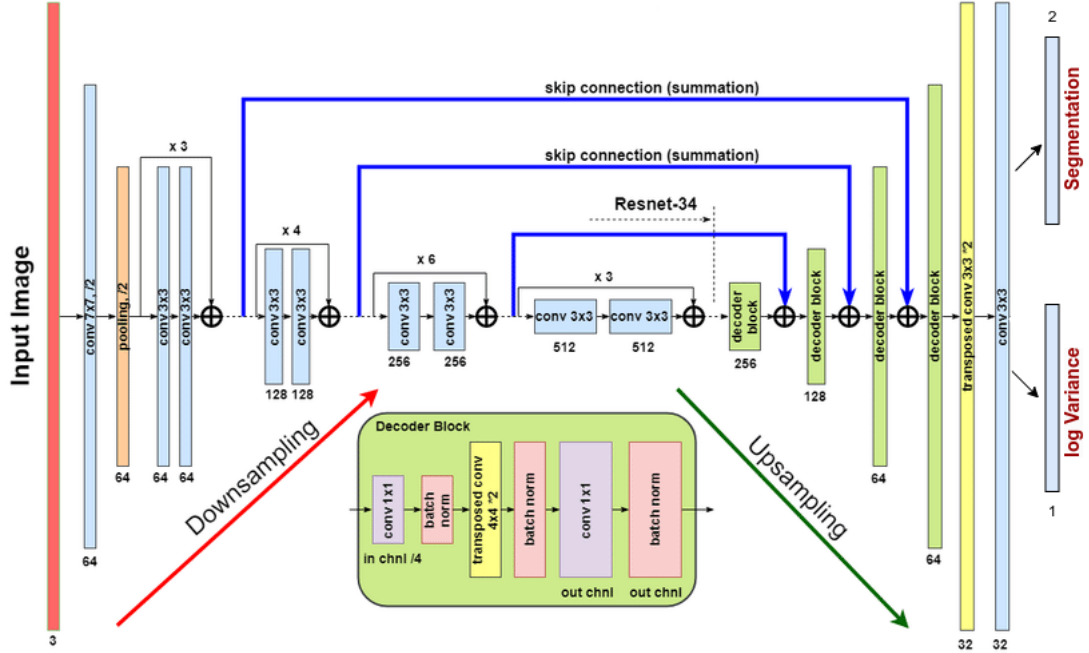 2
skip connection (summation)
skip connection (summation)
Resnet-34
x 3
x 4
x 6
x 3
Input Image
conv 7x7, /2
pooling, /2
conv 3x3
conv 3x3
conv 3x3
conv 3x3
conv 3x3
conv 3x3
conv 3x3
conv 3x3
decoder
block
decoder block
decoder block
decoder block
transposed conv 3x3 *2
conv 3x3
Segmentation
log Variance
256
256
512
512
256
128
128
128
64
64
64
64
1
64
64
3
32
32
Downsampling
Upsampling
Decoder Block
conv 1x1
batch
norm
transposed conv
4x4 *2
batch norm
conv 1x1
batch norm
in chnl /4
out chnl
out chnl